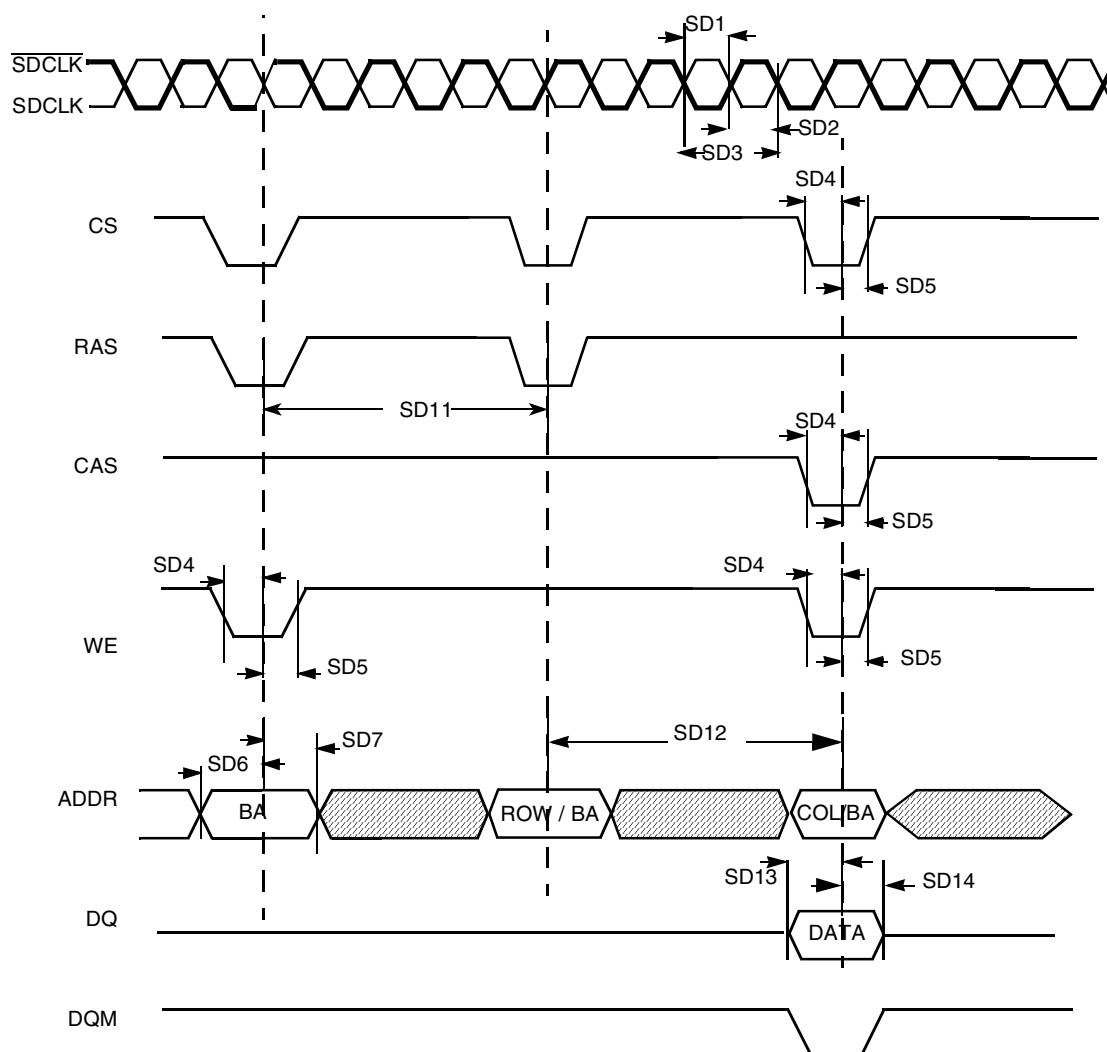 SD1
SDCLK
SDCLK
SD2
SD3
SD4
CS
SD5
RAS
SD11
SD4
CAS
SD5
SD4
SD4
WE
SD5
SD5
SD12
SD7
SD6
ADDR
BA
ROW / BA
COL/BA
SD13
SD14
DQ
DATA
DQM